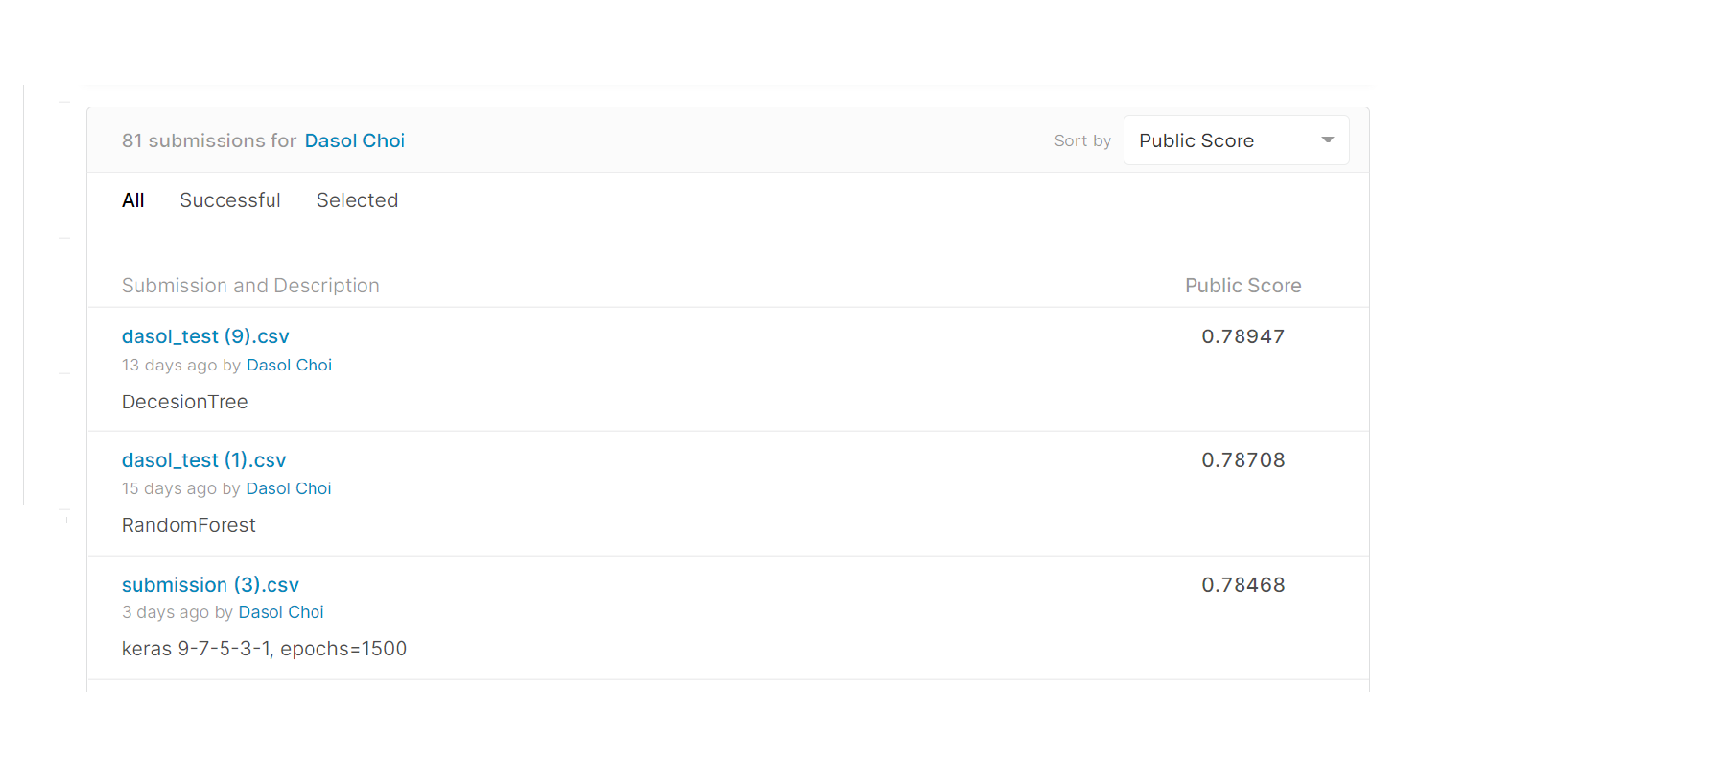 81 submissions for Dasol Choi
Sort by Public Score
All Successful Selected
Submission and Description Public Score
dasol_test (9).csv 0.78947
13 days ago by Dasol Choi
DecesionTree
dasol_test (1).csv 0.78708
15 days ago by Dasol Choi
RandomForest
submission (3).csv 0.78468
3 days ago by Dasol Choi
keras 9-7-5-3-1, epochs=1500